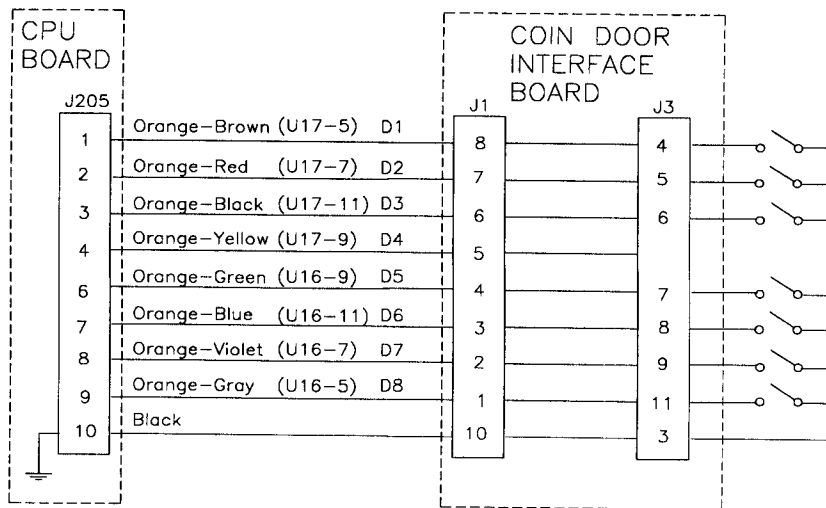 CPU
BOARD
COIN DOOR
INTERFACE
BOARD
J205
J1
J3
1 Orange-Brown (U17-5) D1 8 4
2 Orange-Red (U17-7) D2 7 5
3 Orange-Black (U17-11) D3 6 6
4 Orange-Yellow (U17-9) D4 5
6 Orange-Green (U16-9) D5 4 7
7 Orange-Blue (U16-11) D6 3 8
8 Orange-Violet (U16-7) D7 2 9
9 Orange-Gray (U16-5) D8 1 11
10 Black 10 3